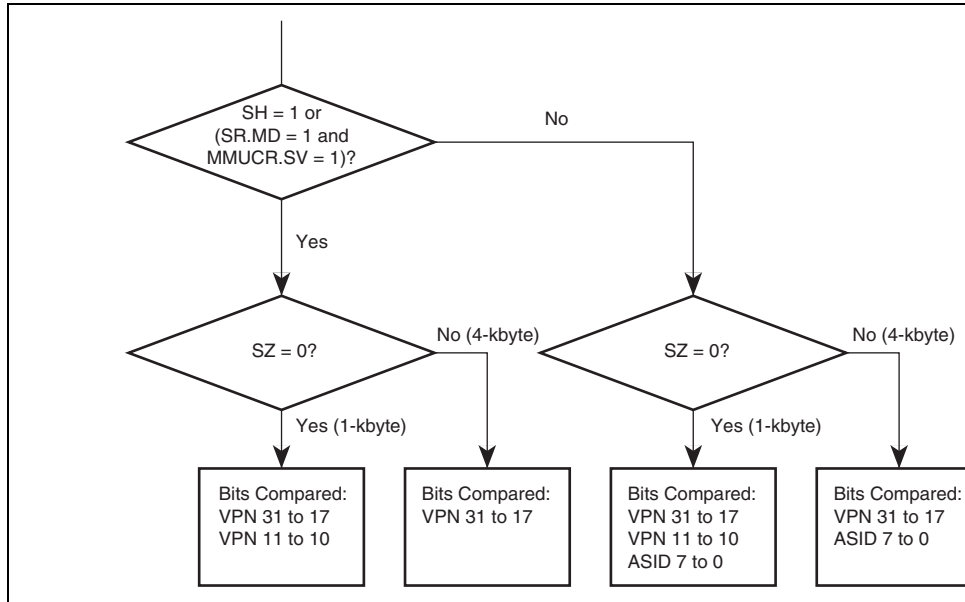 SH = 1 or
(SR.MD = 1 and
MMUCR.SV = 1)?
No
Yes
SZ = 0?
No (4-kbyte)
SZ = 0?
No (4-kbyte)
Yes (1-kbyte)
Yes (1-kbyte)
Bits Compared:
VPN 31 to 17
VPN 11 to 10
Bits Compared:
VPN 31 to 17
Bits Compared:
VPN 31 to 17
VPN 11 to 10
ASID 7 to 0
Bits Compared:
VPN 31 to 17
ASID 7 to 0